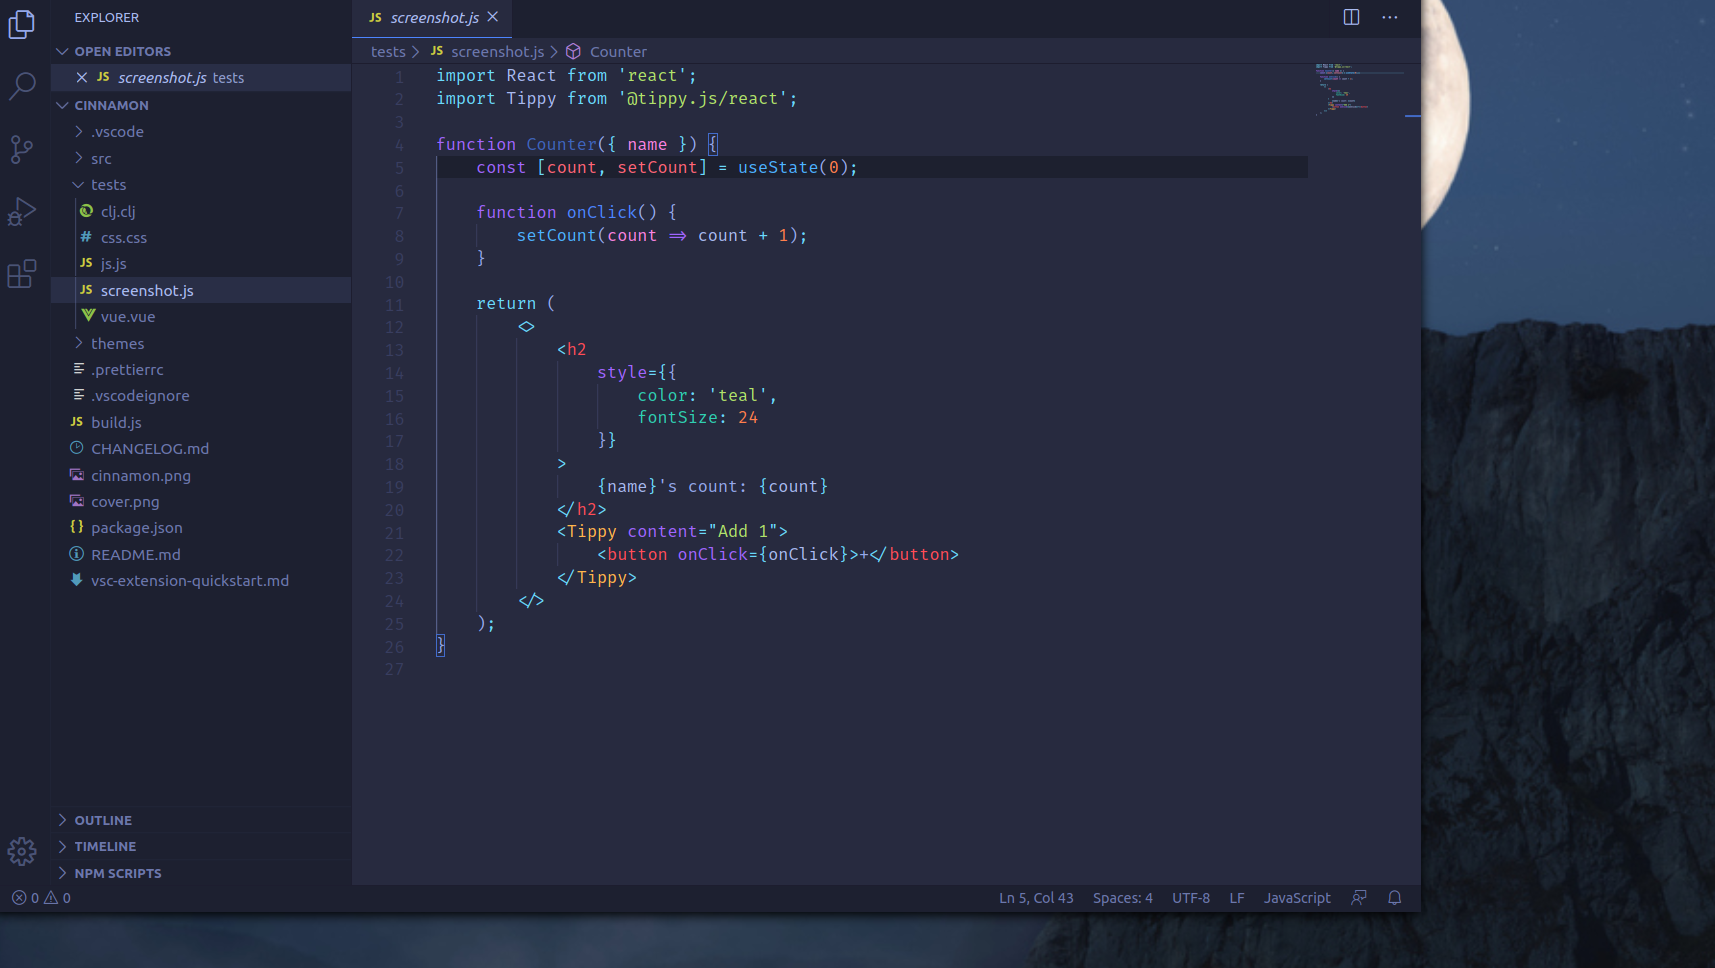 EXPLORER
OPEN EDITORS
JS screenshot.js tests
CINNAMON
.vscode
src
tests
clj.clj
# css.css
JS js.js
JS screenshot.js
vue.vue
themes
.prettierrc
.vscodeignore
JS build.js
CHANGELOG.md
cinnamon.png
cover.png
{} package.json
README.md
vsc-extension-quickstart.md
OUTLINE
TIMELINE
NPM SCRIPTS
JS screenshot.js
tests > JS screenshot.js > Counter
1 import React from 'react';
2 import Tippy from '@tippy.js/react';
3
4 function Counter({ name }) {
5 const [count, setCount] = useState(0);
6
7 function onClick() {
8 setCount(count => count + 1);
9 }
10
11 return (
12 <>
13 <h2
14 style={{
15 color: 'teal',
16 fontSize: 24
17 }}
18 >
19 {name}'s count: {count}
20 </h2>
21 <Tippy content="Add 1">
22 <button onClick={onClick}>+</button>
23 </Tippy>
24 </>
25 );
26 }
27
0 0 Ln 5, Col 43 Spaces: 4 UTF-8 LF JavaScript